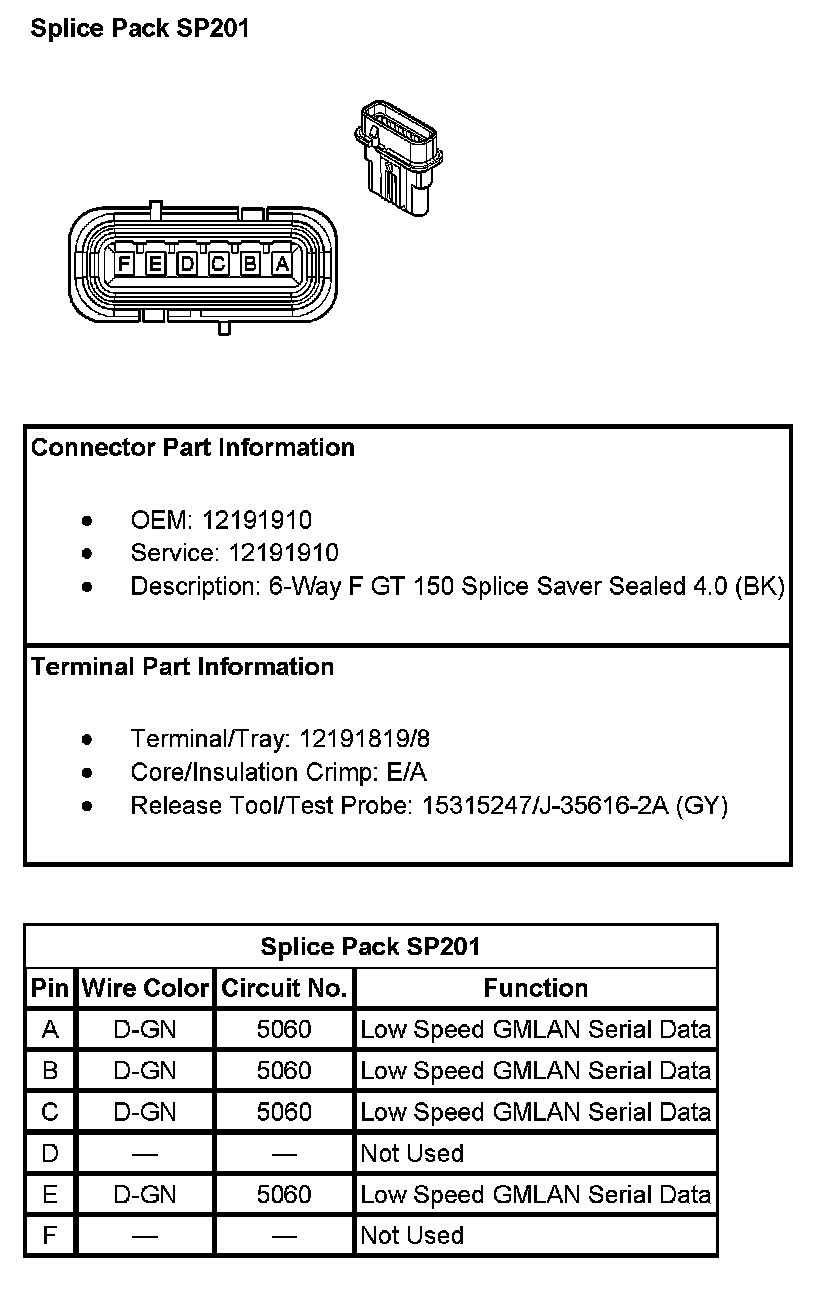 Splice Pack SP201
F E D C B A
Connector Part Information
• OEM: 12191910
• Service: 12191910
• Description: 6-Way F GT 150 Splice Saver Sealed 4.0 (BK)
Terminal Part Information
• Terminal/Tray: 12191819/8
• Core/Insulation Crimp: E/A
• Release Tool/Test Probe: 15315247/J-35616-2A (GY)
Splice Pack SP201
Pin Wire Color Circuit No. Function
A D-GN 5060 Low Speed GMLAN Serial Data
B D-GN 5060 Low Speed GMLAN Serial Data
C D-GN 5060 Low Speed GMLAN Serial Data
D — — Not Used
E D-GN 5060 Low Speed GMLAN Serial Data
F — — Not Used